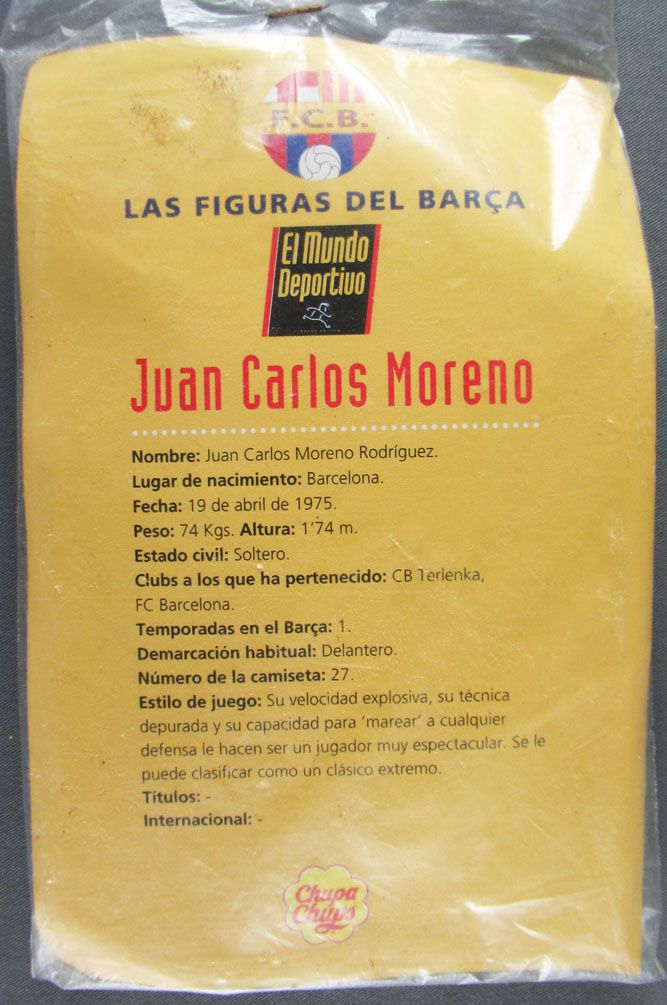 F.C.B.
LAS FIGURAS DEL BARÇA
El Mundo
Deportivo
Juan Carlos Moreno
Nombre: Juan Carlos Moreno Rodríguez.
Lugar de nacimiento: Barcelona.
Fecha: 19 de abril de 1975.
Peso: 74 Kgs. Altura: 1'74 m.
Estado civil: Soltero.
Clubs a los que ha pertenecido: CB Terlenka,
FC Barcelona.
Temporadas en el Barça: 1.
Demarcación habitual: Delantero.
Número de la camiseta: 27.
Estilo de juego: Su velocidad explosiva, su técnica
depurada y su capacidad para 'marear' a cualquier
defensa le hacen ser un jugador muy espectacular. Se le
puede clasificar como un clásico extremo.
Títulos: -
Internacional: -
Chupa
Chups